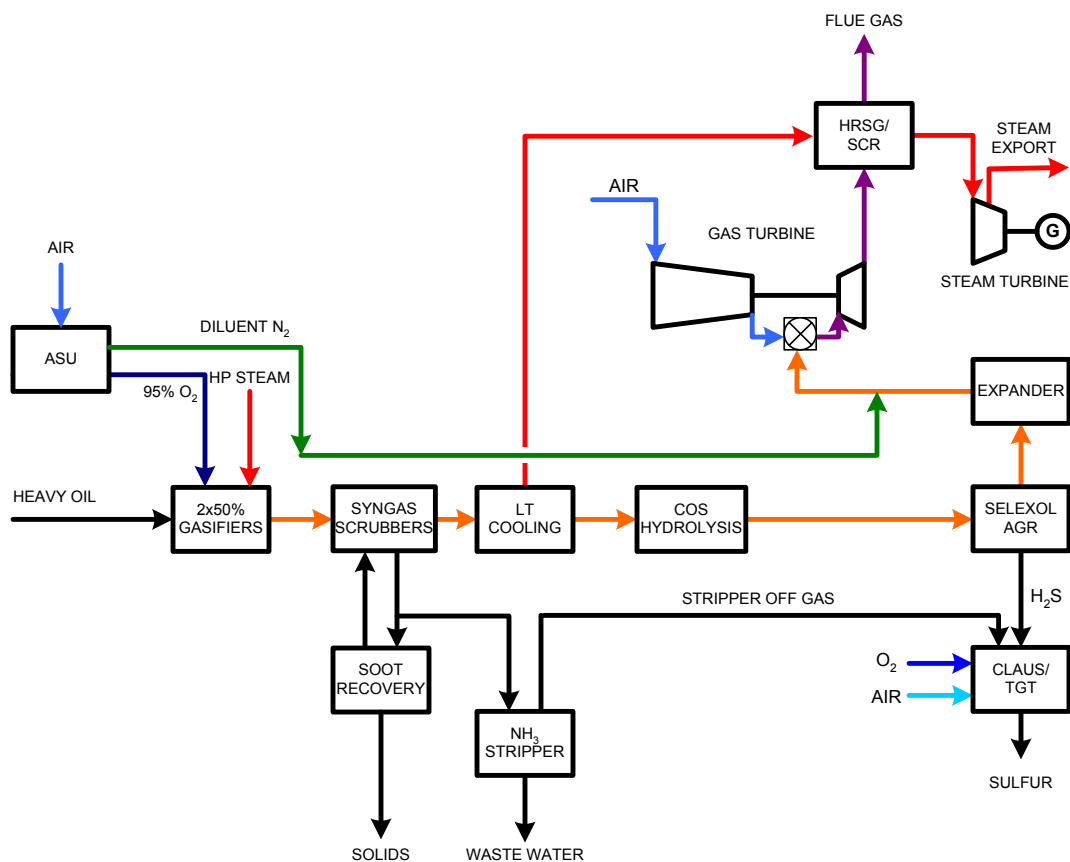 FLUE GAS
HRSG/
SCR
STEAM
EXPORT
AIR
GAS TURBINE
G
STEAM TURBINE
AIR
DILUENT N₂
ASU
95% O₂
HP STEAM
EXPANDER
HEAVY OIL
2x50%
GASIFIERS
SYNGAS
SCRUBBERS
LT
COOLING
COS
HYDROLYSIS
SELEXOL
AGR
STRIPPER OFF GAS
H₂S
SOOT
RECOVERY
O₂
AIR
CLAUS/
TGT
NH₃
STRIPPER
SULFUR
SOLIDS
WASTE WATER